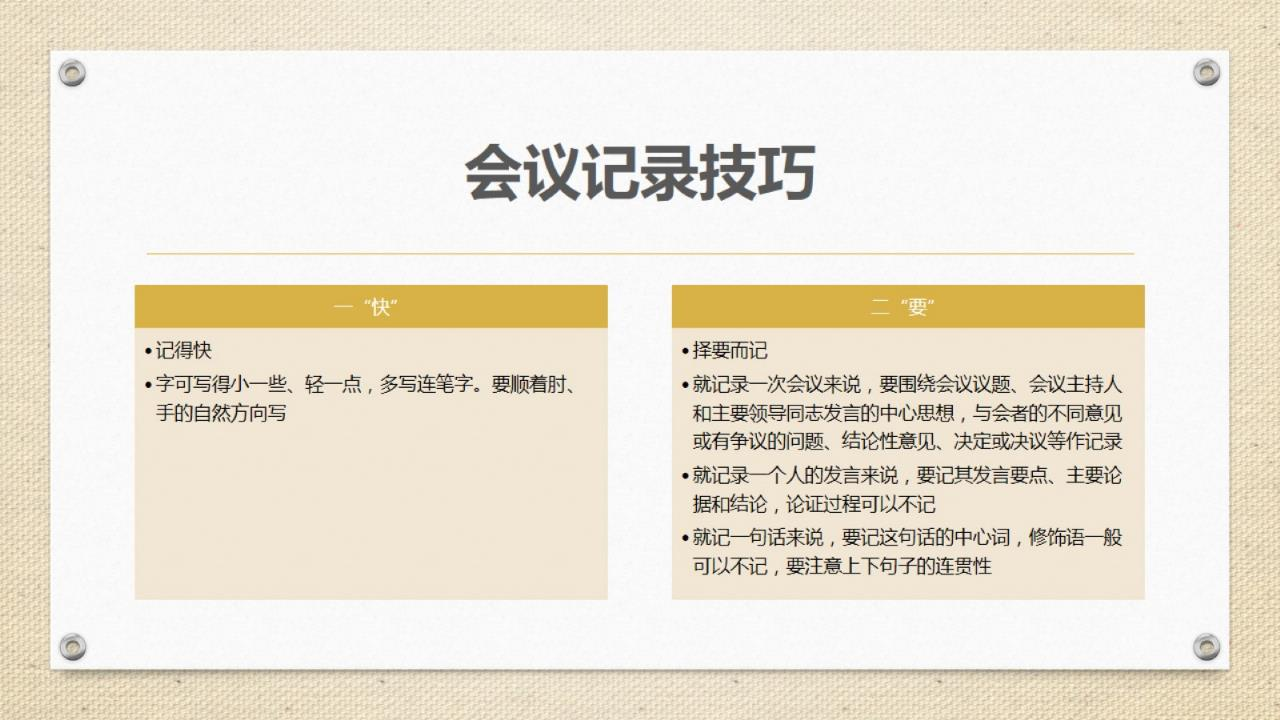 会议记录技巧
一 “快”
•记得快
•字可写得小一些、轻一点，多写连笔字。要顺着肘、
手的自然方向写
二 “要”
•择要而记
•就记录一次会议来说，要围绕会议议题、会议主持人
和主要领导同志发言的中心思想，与会者的不同意见
或有争议的问题、结论性意见、决定或决议等作记录
•就记录一个人的发言来说，要记其发言要点、主要论
据和结论，论证过程可以不记
•就记一句话来说，要记这句话的中心词，修饰语一般
可以不记，要注意上下句子的连贯性